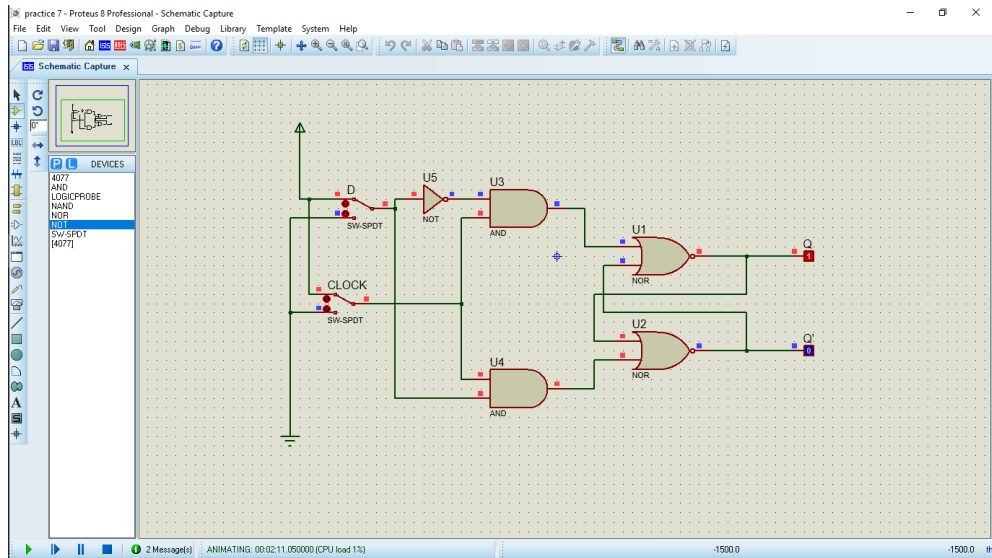 practice 7 - Proteus 8 Professional - Schematic Capture
File Edit View Tool Design Graph Debug Library Template System Help
Schematic Capture
0°
LBL
P L DEVICES
4077
AND
LOGICPROBE
NAND
NOR
NOT
SW-SPDT
[4077]
A
S
D
SW-SPDT
U5
NOT
U3
AND
CLOCK
SW-SPDT
U1
NOR
Q
1
U4
AND
U2
NOR
Q'
0
2 Message(s) ANIMATING: 00:02:11.050000 (CPU load 1%) -1500.0 -1500.0 th